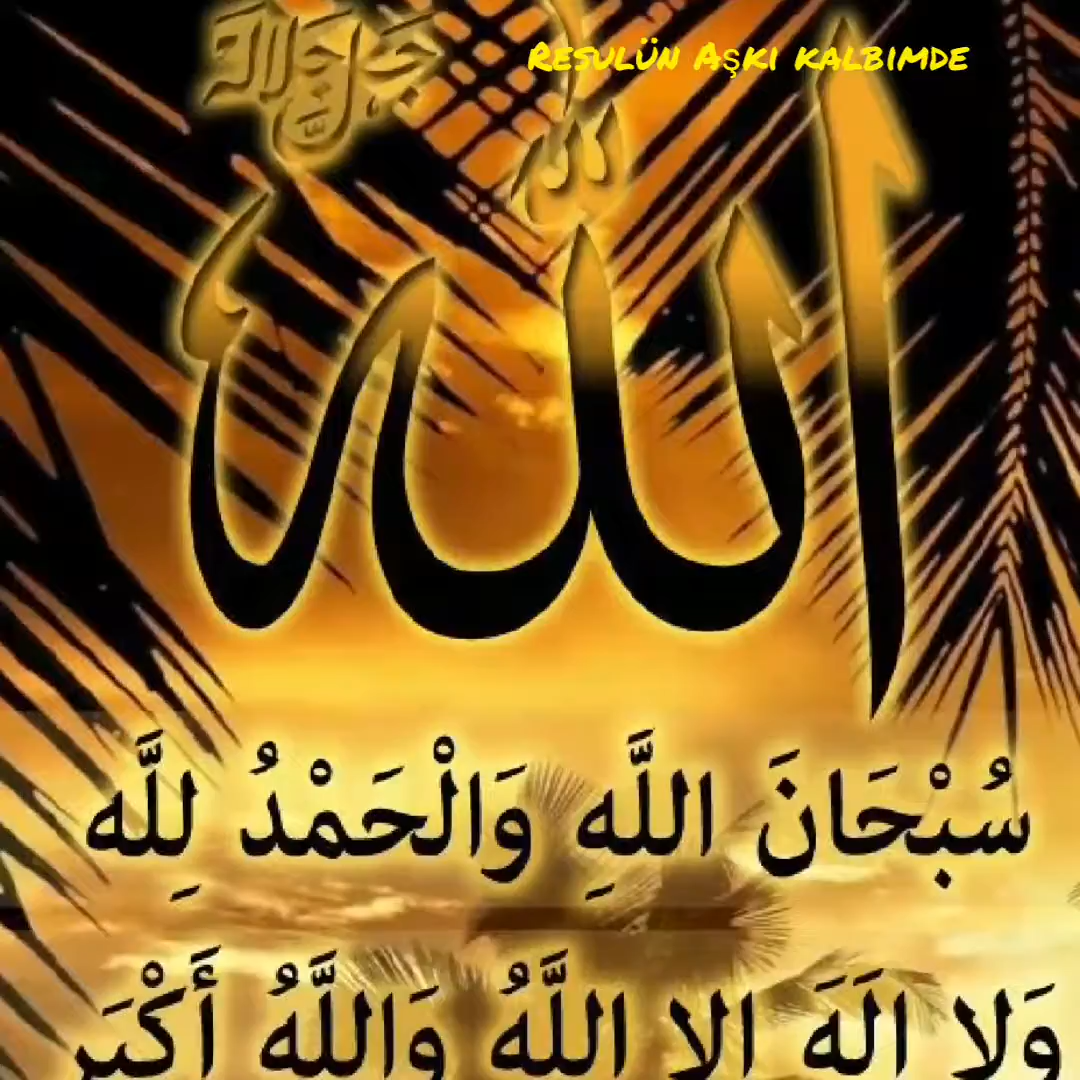 Resulün Aşkı kalbimde
جل جلاله
الله
سُبْحَانَ اللَّهِ وَالْحَمْدُ لِلَّه
وَلا الَهَ الا اللَّهُ وَاللَّهُ أَكْبَر